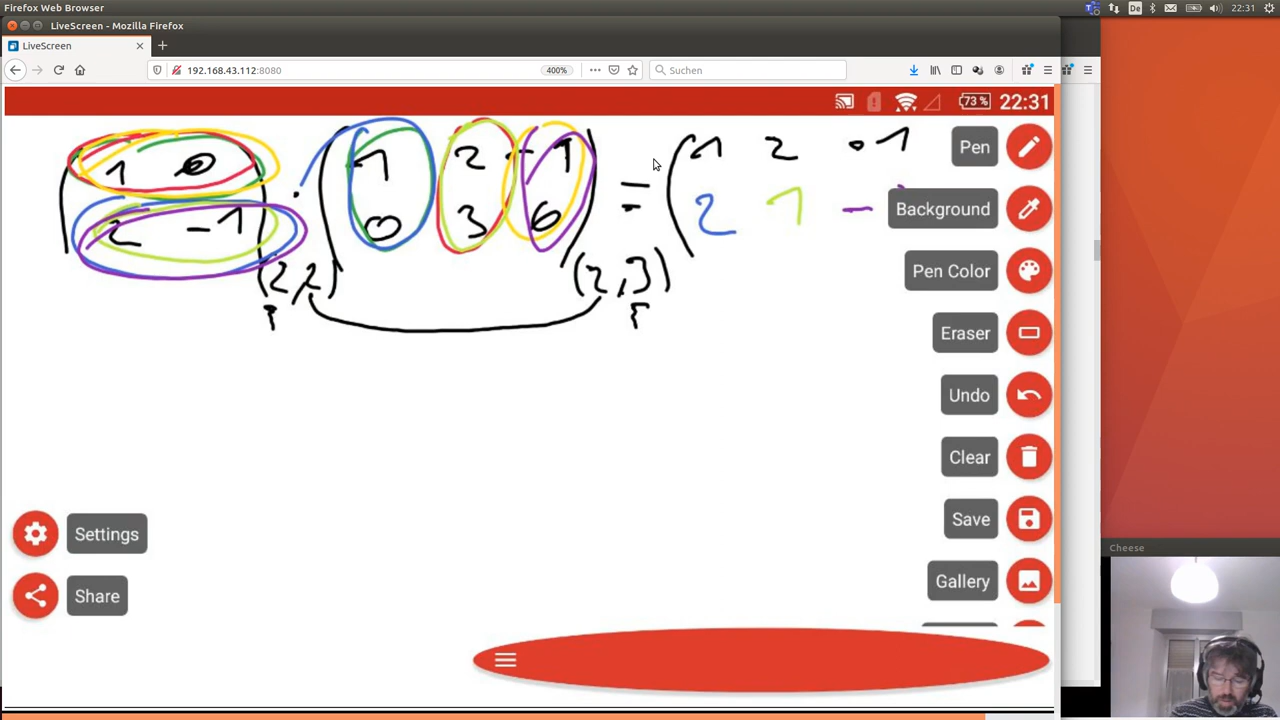 Firefox Web Browser
De
22:31
LiveScreen - Mozilla Firefox
LiveScreen
192.168.43.112:8080
400%
Suchen
73 %
22:31
1 0
2 -1
(2,2)
1 2 -1
0 3 6
(2,3)
=
1 2 -1
2 1 -
Pen
Background
Pen Color
Eraser
Undo
Clear
Save
Gallery
Settings
Share
Cheese